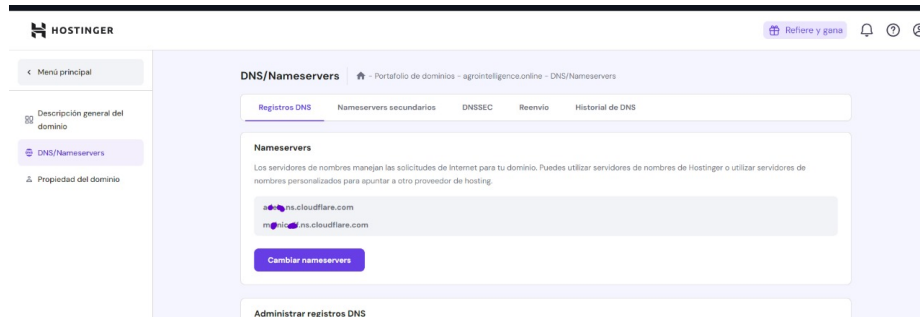 HOSTINGER
Refiere y gana
Menú principal
Descripción general del
dominio
DNS/Nameservers
Propiedad del dominio
DNS/Nameservers
- Portafolio de dominios - agrointelligence.online - DNS/Nameservers
Registros DNS
Nameservers secundarios
DNSSEC
Reenvío
Historial de DNS
Nameservers
Los servidores de nombres manejan las solicitudes de Internet para tu dominio. Puedes utilizar servidores de nombres de Hostinger o utilizar servidores de
nombres personalizados para apuntar a otro proveedor de hosting.
.ns.cloudflare.com
.ns.cloudflare.com
Cambiar nameservers
Administrar registros DNS